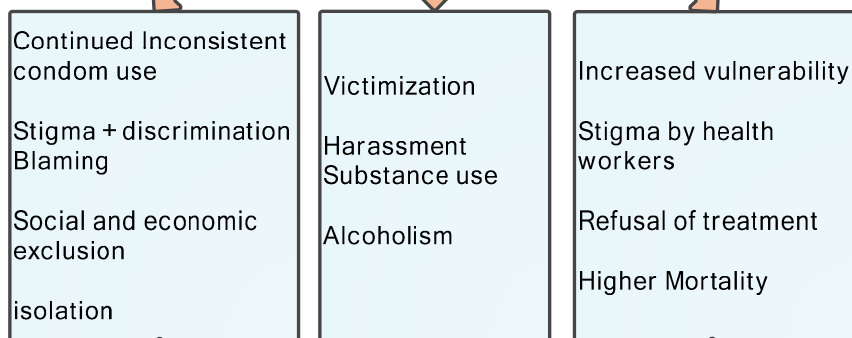 Continued Inconsistent
condom use
Stigma + discrimination
Blaming
Social and economic
exclusion
isolation
Victimization
Harassment
Substance use
Alcoholism
Increased vulnerability
Stigma by health
workers
Refusal of treatment
Higher Mortality